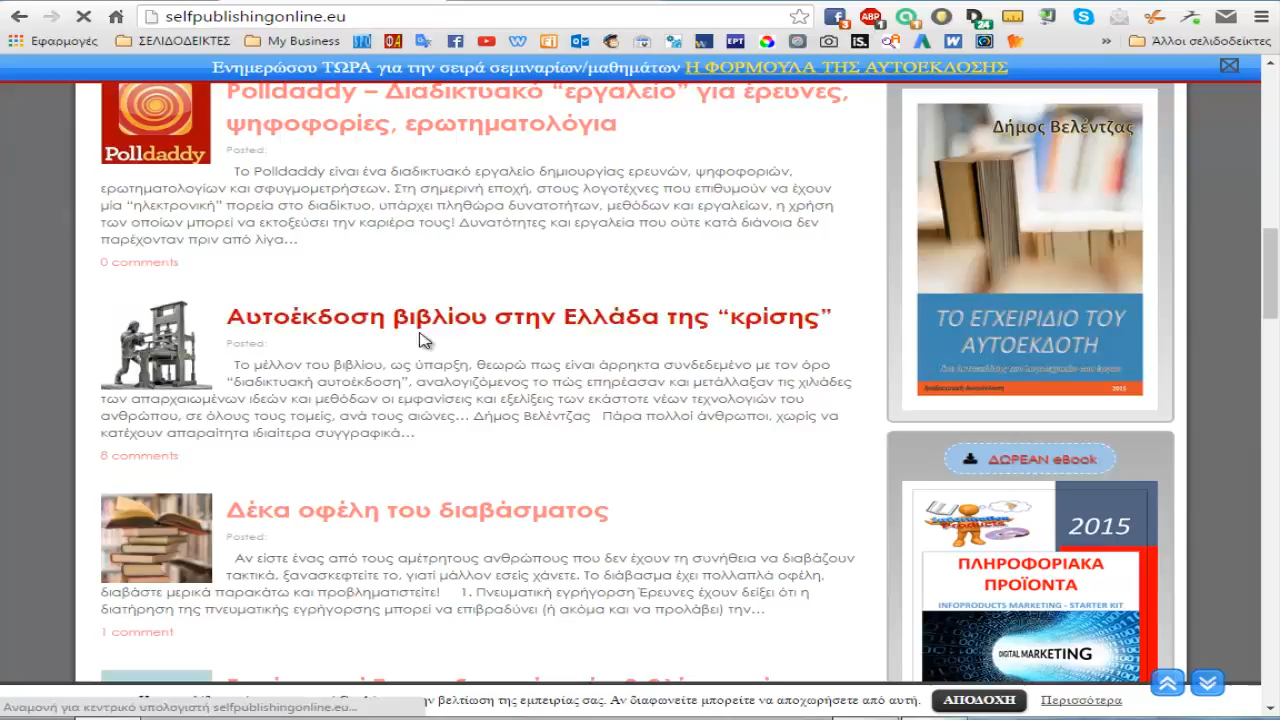 selfpublishingonline.eu
Εφαρμογές ΣΕΛΙΔΟΔΕΙΚΤΕΣ MyBusiness » Άλλοι σελιδοδείκτες
Ενημερώσου ΤΩΡΑ για την σειρά σεμιναρίων/μαθημάτων Η ΦΟΡΜΟΥΛΑ ΤΗΣ ΑΥΤΟΕΚΔΟΣΗΣ
Polldaddy – Διαδικτυακό “εργαλείο” για έρευνες,
ψηφοφορίες, ερωτηματολόγια
Polldaddy
Posted:
Το Polldaddy είναι ένα διαδικτυακό εργαλείο δημιουργίας ερευνών, ψηφοφοριών,
ερωτηματολογίων και σφυγμομετρήσεων. Στη σημερινή εποχή, στους λογοτέχνες που επιθυμούν να έχουν
μία “ηλεκτρονική” πορεία στο διαδίκτυο, υπάρχει πληθώρα δυνατοτήτων, μεθόδων και εργαλείων, η χρήση
των οποίων μπορεί να εκτοξεύσει την καριέρα τους! Δυνατότητες και εργαλεία που ούτε κατά διάνοια δεν
παρέχονταν πριν από λίγα...
0 comments
Αυτοέκδοση βιβλίου στην Ελλάδα της “κρίσης”
Posted:
Το μέλλον του βιβλίου, ως ύπαρξη, θεωρώ πως είναι άρρηκτα συνδεδεμένο με τον όρο
“διαδικτυακή αυτοέκδοση”, αναλογιζόμενος το πώς επηρέασαν και μετάλλαξαν τις χιλιάδες
των απαρχαιωμένων ιδεών και μεθόδων οι εμφανίσεις και εξελίξεις των εκάστοτε νέων τεχνολογιών του
ανθρώπου, σε όλους τους τομείς, ανά τους αιώνες... Δήμος Βελέντζας Πάρα πολλοί άνθρωποι, χωρίς να
κατέχουν απαραίτητα ιδιαίτερα συγγραφικά...
8 comments
Δέκα οφέλη του διαβάσματος
Posted:
Αν είστε ένας από τους αμέτρητους ανθρώπους που δεν έχουν τη συνήθεια να διαβάζουν
τακτικά, ξανασκεφτείτε το, γιατί μάλλον εσείς χάνετε. Το διάβασμα έχει πολλαπλά οφέλη,
διαβάστε μερικά παρακάτω και προβληματιστείτε! 1. Πνευματική εγρήγορση Έρευνες έχουν δείξει ότι η
διατήρηση της πνευματικής εγρήγορσης μπορεί να επιβραδύνει (ή ακόμα και να προλάβει) την...
1 comment
Δήμος Βελέντζας
ΤΟ ΕΓΧΕΙΡΙΔΙΟ ΤΟΥ
ΑΥΤΟΕΚΔΟΤΗ
2015
ΔΩΡΕΑΝ eBook
2015
ΠΛΗΡΟΦΟΡΙΑΚΑ
ΠΡΟΪΟΝΤΑ
INFOPRODUCTS MARKETING - STARTER KIT
DIGITAL MARKETING
την βελτίωση της εμπειρίας σας. Αν διαφωνείτε μπορείτε να αποχωρήσετε από αυτή. ΑΠΟΔΟΧΗ Περισσότερα
Αναμονή για κεντρικό υπολογιστή selfpublishingonline.eu...